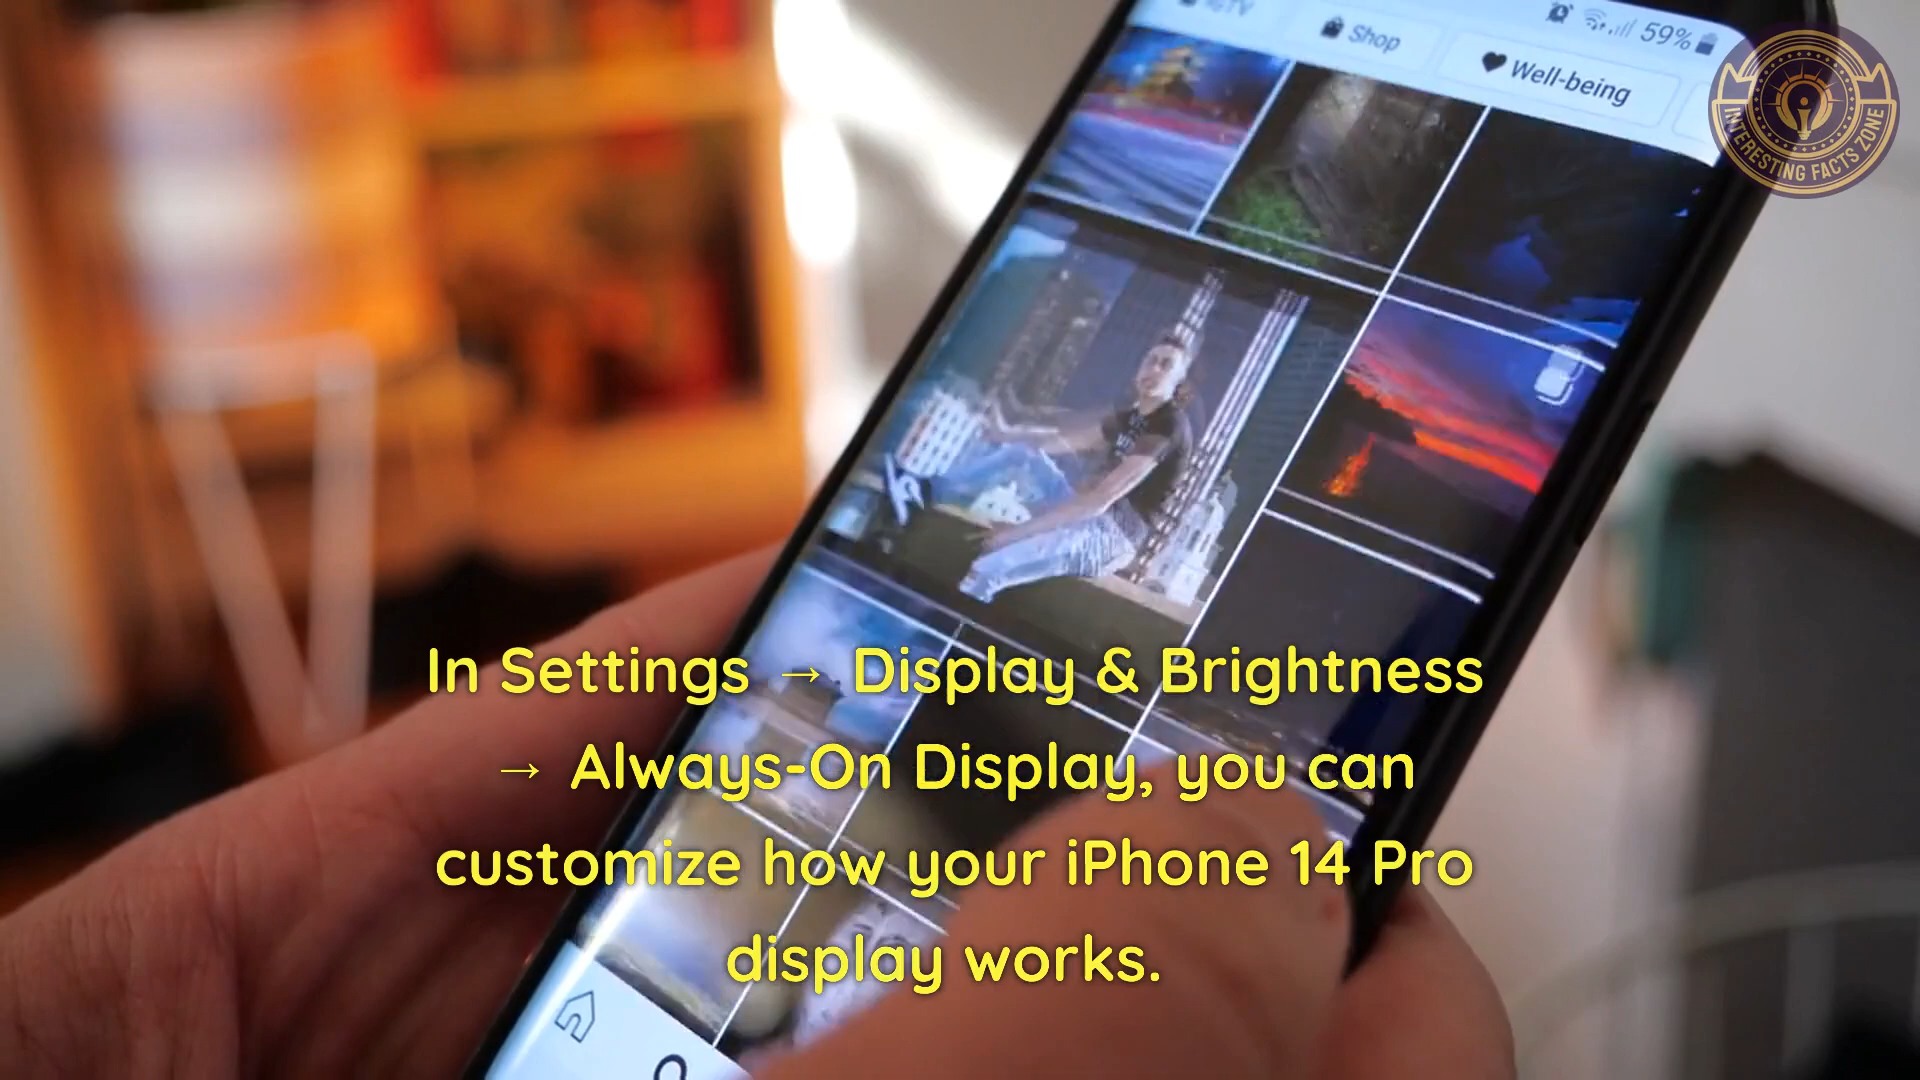 IGTV
Shop
Well-being
59%
INTERESTING FACTS ZONE
In Settings → Display & Brightness
→ Always-On Display, you can
customize how your iPhone 14 Pro
display works.